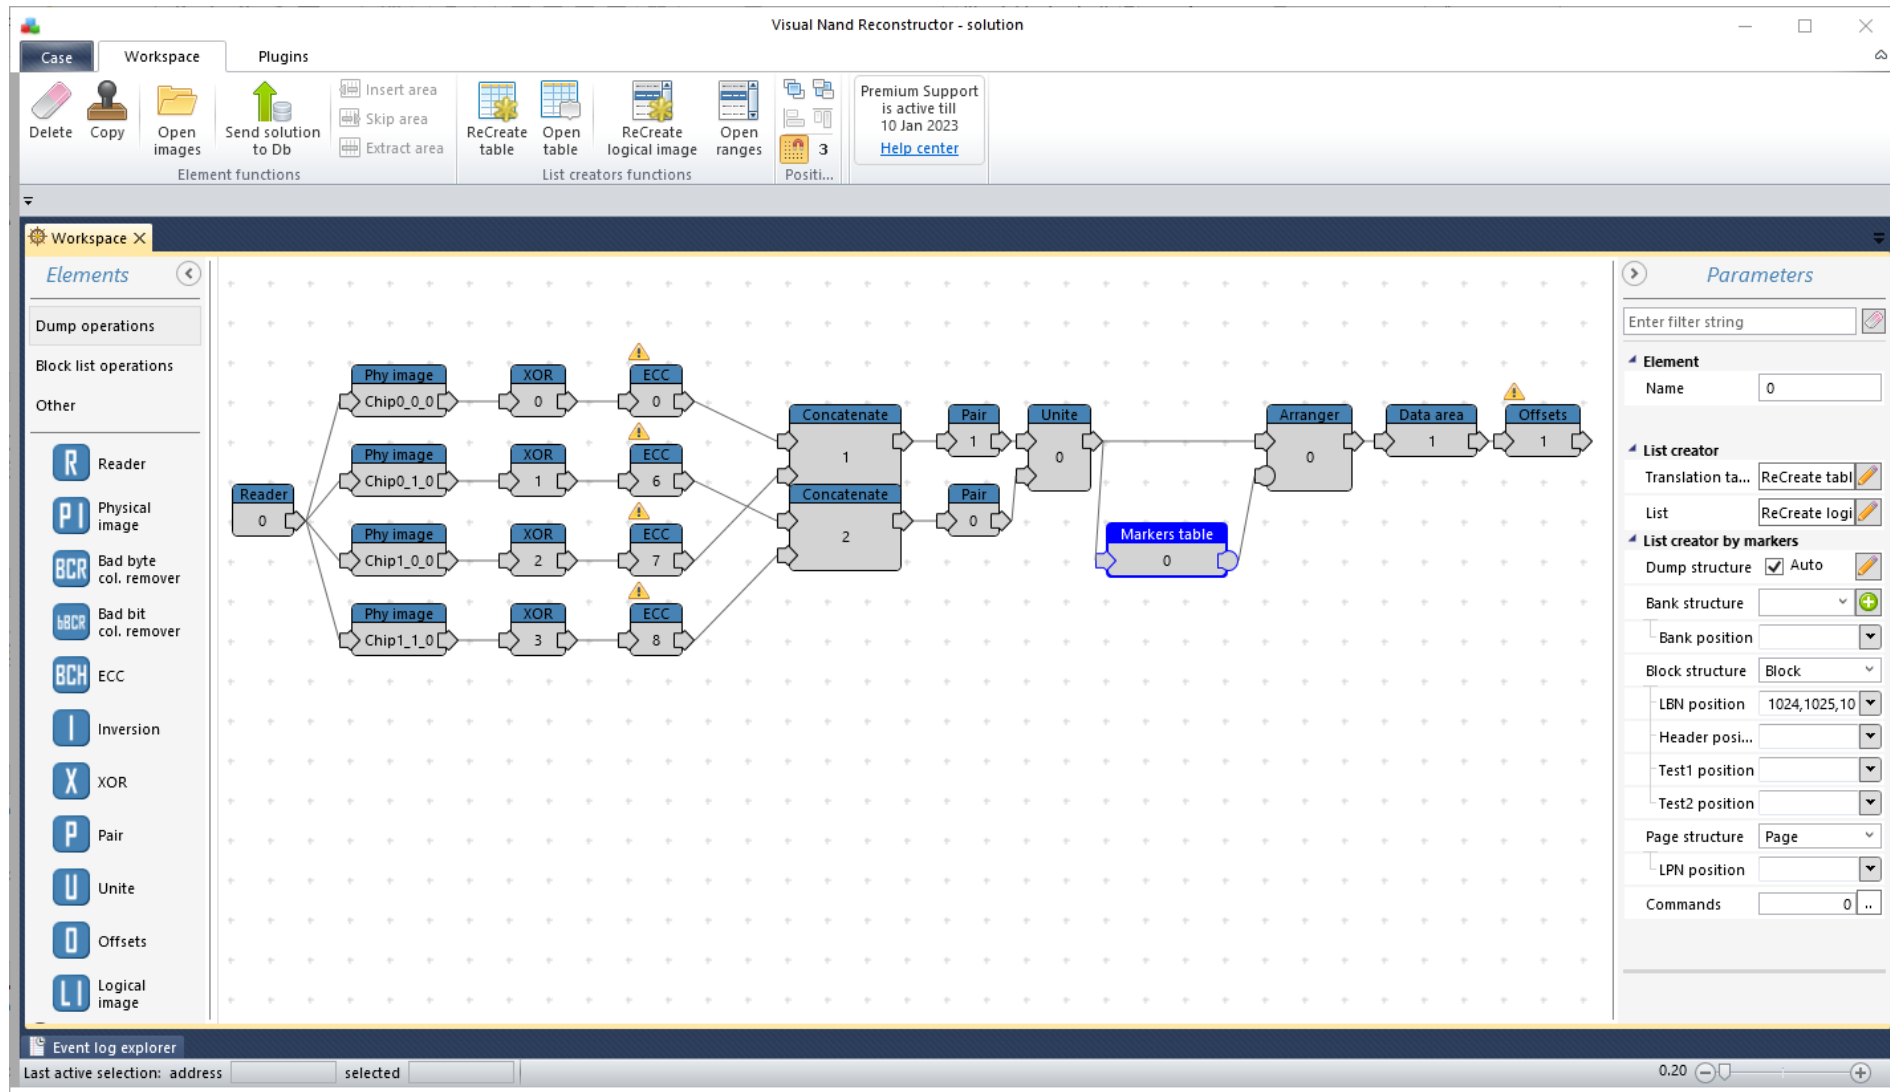 Visual Nand Reconstructor - solution
Case
Workspace
Plugins
Delete
Copy
Open
images
Send solution
to Db
Insert area
Skip area
Extract area
Element functions
ReCreate
table
Open
table
ReCreate
logical image
Open
ranges
List creators functions
3
Positi...
Premium Support
is active till
10 Jan 2023
Help center
Workspace
Elements
Dump operations
Block list operations
Other
R
Reader
PI
Physical
image
BCR
Bad byte
col. remover
bBCR
Bad bit
col. remover
BCH
ECC
I
Inversion
X
XOR
P
Pair
U
Unite
O
Offsets
LI
Logical
image
Reader
0
Phy image
Chip0_0_0
XOR
0
ECC
0
Phy image
Chip0_1_0
XOR
1
ECC
6
Phy image
Chip1_0_0
XOR
2
ECC
7
Phy image
Chip1_1_0
XOR
3
ECC
8
Concatenate
1
Concatenate
2
Pair
1
Pair
0
Unite
0
Markers table
0
Arranger
0
Data area
1
Offsets
1
Parameters
Enter filter string
Element
Name 0
List creator
Translation ta... ReCreate tabl
List ReCreate logi
List creator by markers
Dump structure Auto
Bank structure
Bank position
Block structure Block
LBN position 1024,1025,10
Header posi...
Test1 position
Test2 position
Page structure Page
LPN position
Commands 0 ..
Event log explorer
Last active selection: address selected
0.20